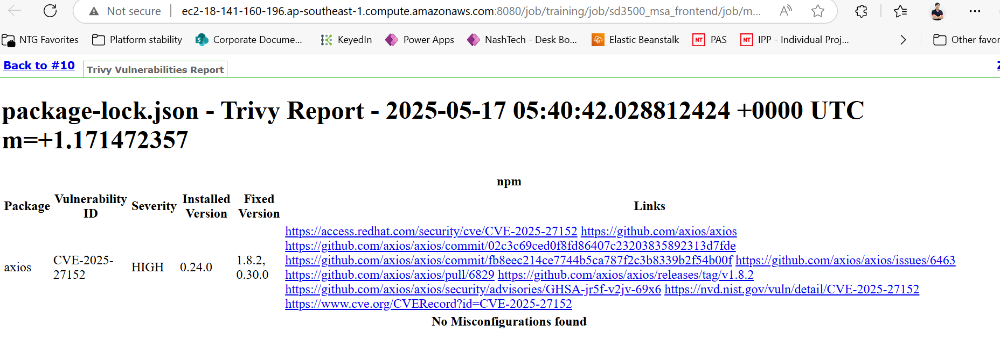 Not secure ec2-18-141-160-196.ap-southeast-1.compute.amazonaws.com:8080/job/training/job/sd3500_msa_frontend/job/m...
NTG Favorites Platform stability Corporate Docume... KeyedIn Power Apps NashTech - Desk Bo... Elastic Beanstalk NT PAS NT IPP - Individual Proj... Other favor
Back to #10 Trivy Vulnerabilities Report
package-lock.json - Trivy Report - 2025-05-17 05:40:42.028812424 +0000 UTC
m=+1.171472357
npm
Package Vulnerability ID Severity Installed Version Fixed Version Links
axios CVE-2025-27152 HIGH 0.24.0 1.8.2, 0.30.0
https://access.redhat.com/security/cve/CVE-2025-27152 https://github.com/axios/axios
https://github.com/axios/axios/commit/02c3c69ced0f8fd86407c23203835892313d7fde
https://github.com/axios/axios/commit/fb8eec214ce7744b5ca787f2c3b8339b2f54b00f https://github.com/axios/axios/issues/6463
https://github.com/axios/axios/pull/6829 https://github.com/axios/axios/releases/tag/v1.8.2
https://github.com/axios/axios/security/advisories/GHSA-jr5f-v2jv-69x6 https://nvd.nist.gov/vuln/detail/CVE-2025-27152
https://www.cve.org/CVERecord?id=CVE-2025-27152
No Misconfigurations found